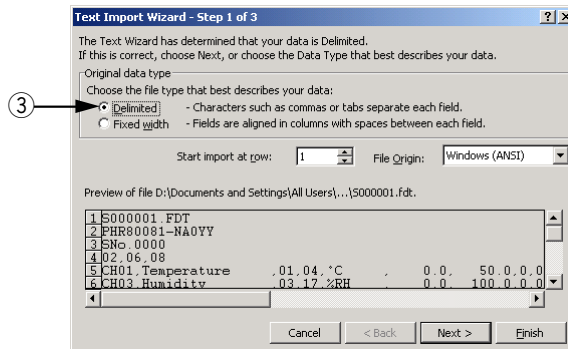 Text Import Wizard - Step 1 of 3
The Text Wizard has determined that your data is Delimited.
If this is correct, choose Next, or choose the Data Type that best describes your data.
Original data type
Choose the file type that best describes your data:
3
Delimited - Characters such as commas or tabs separate each field.
Fixed width - Fields are aligned in columns with spaces between each field.
Start import at row: 1 File Origin: Windows (ANSI)
Preview of file D:\Documents and Settings\All Users\...\S000001.fdt.
1 S000001.FDT
2 PHR80081-NA0YY
3 SNo.0000
4 02,06,08
5 CH01,Temperature ,01,04,°C , 0.0, 50.0,0,0
6 CH03,Humidity ,03,17,%RH , 0.0, 100.0,0,0
Cancel < Back Next > Finish